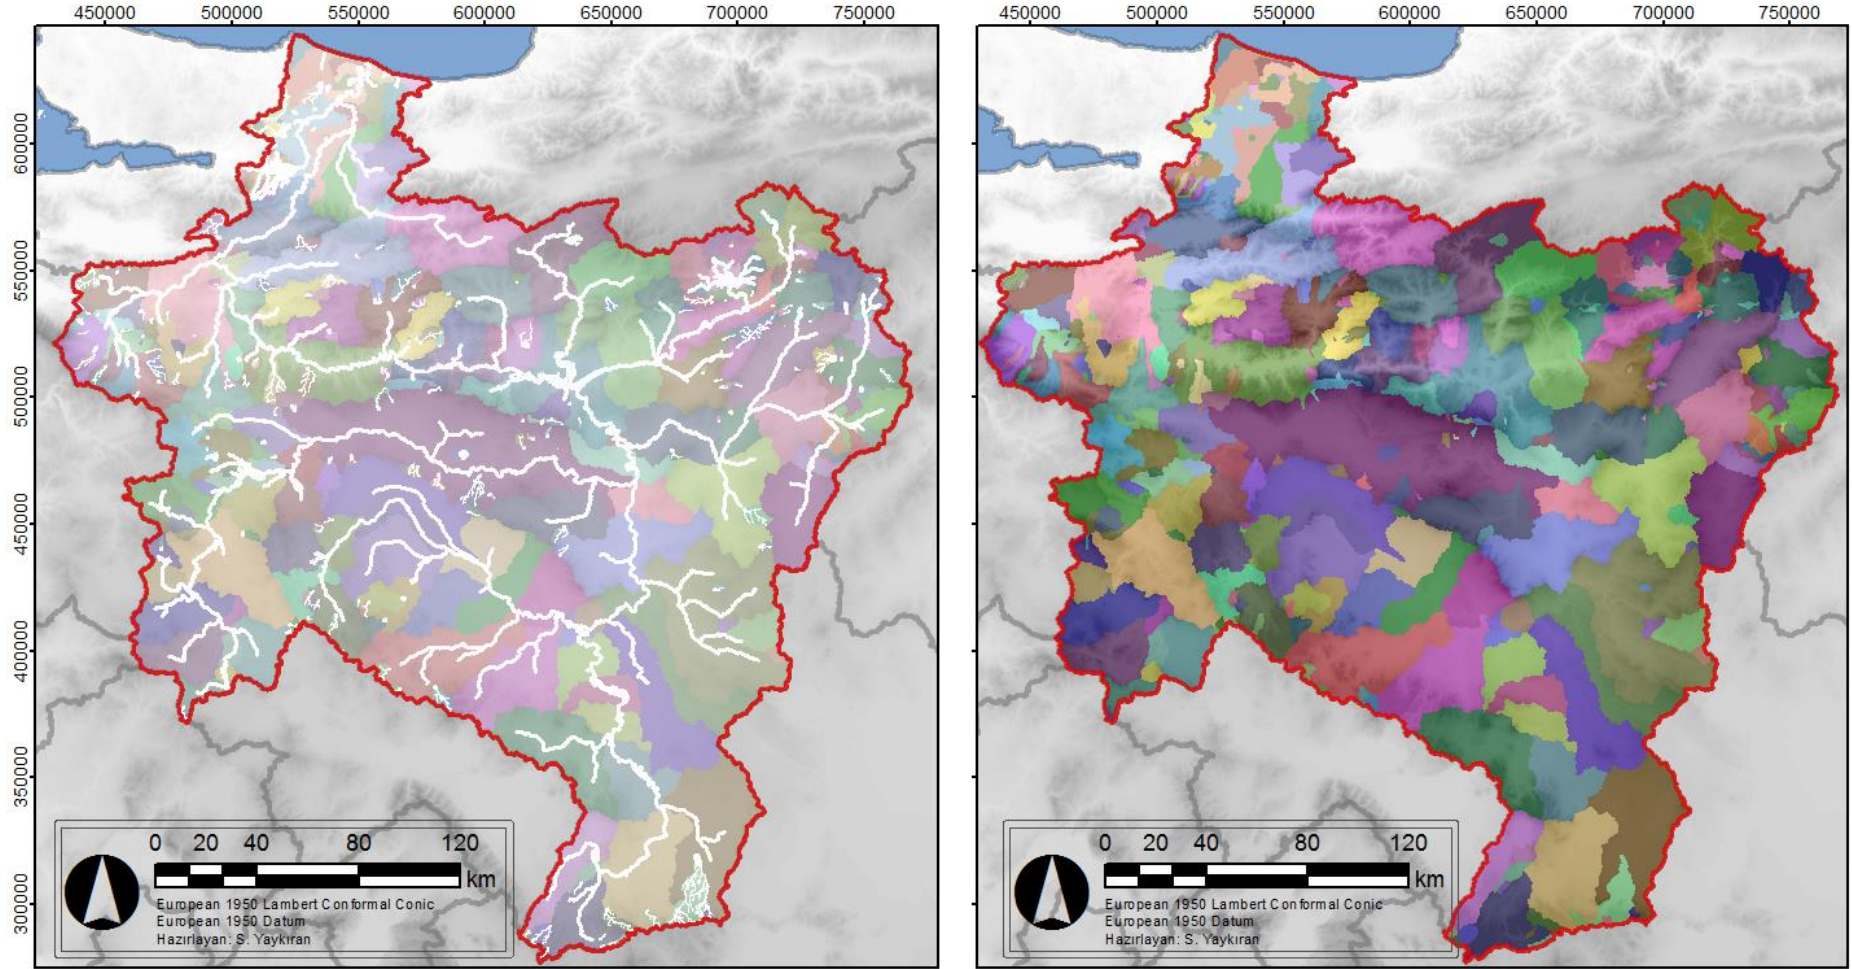 450000 500000 550000 600000 650000 700000 750000
450000 500000 550000 600000 650000 700000 750000
600000
550000
500000
450000
400000
350000
300000
0 20 40 80 120
km
European 1950 Lambert Conformal Conic
European 1950 Datum
Hazırlayan: S. Yaykıran
0 20 40 80 120
km
European 1950 Lambert Conformal Conic
European 1950 Datum
Hazırlayan: S. Yaykıran